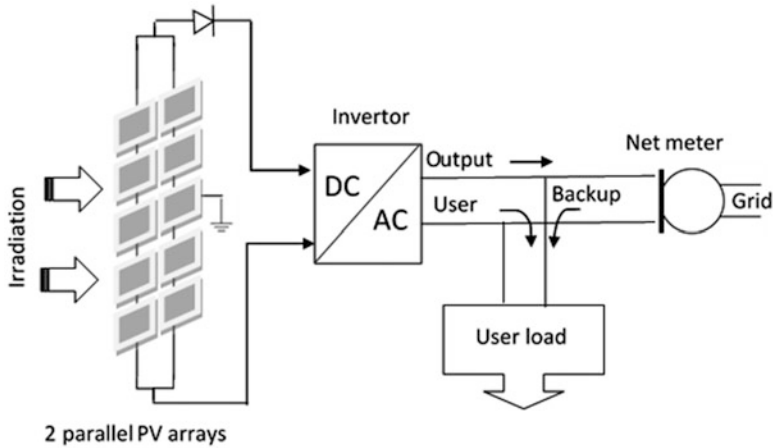 Invertor
Net meter
Irradiation
DC
AC
Output
User
Backup
Grid
User load
2 parallel PV arrays